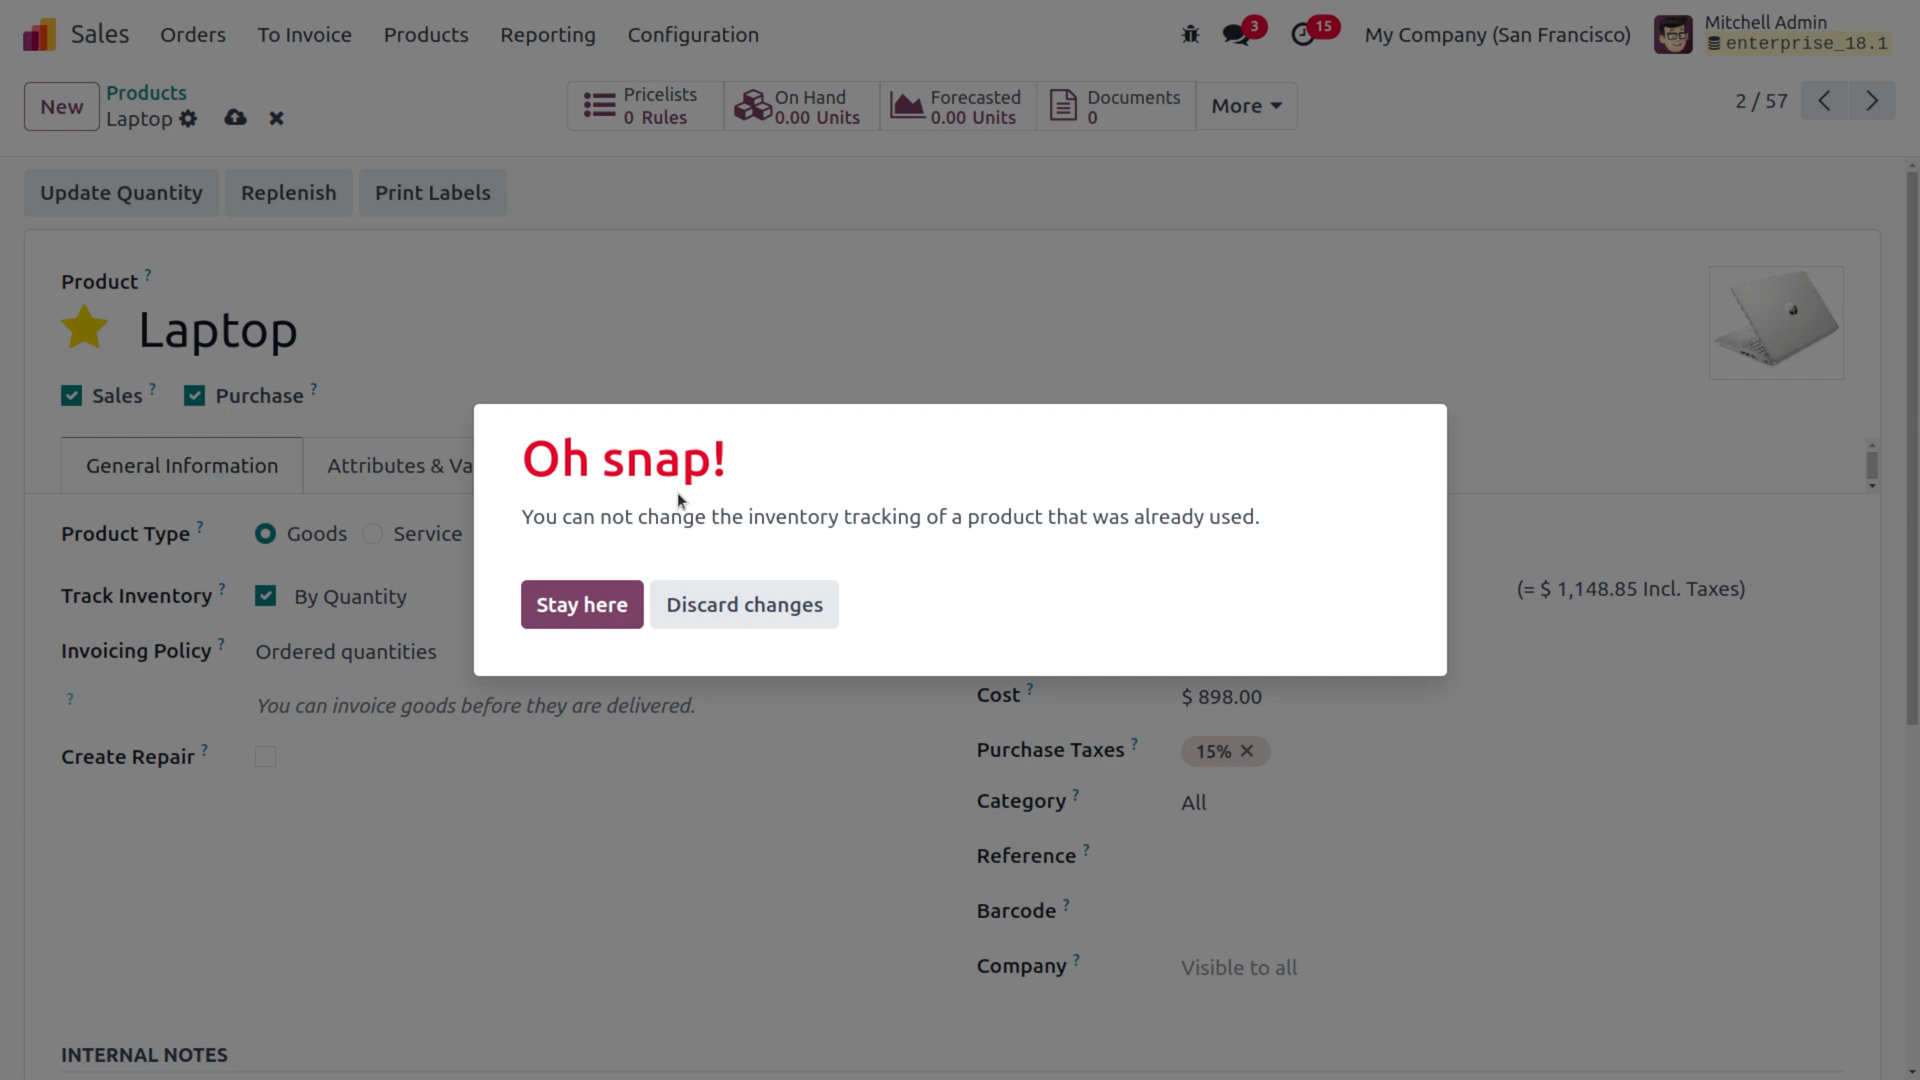 Sales Orders To Invoice Products Reporting Configuration 3 15 My Company (San Francisco) Mitchell Admin
enterprise_18.1
New Products
Laptop
Pricelists
0 Rules
On Hand
0.00 Units
Forecasted
0.00 Units
Documents
0
More
2 / 57
Update Quantity Replenish Print Labels
Product ?
Laptop
Sales ? Purchase ?
General Information Attributes & Va
Oh snap!
You can not change the inventory tracking of a product that was already used.
Stay here Discard changes
Product Type ? Goods Service
Track Inventory ? By Quantity
(= $ 1,148.85 Incl. Taxes)
Invoicing Policy ? Ordered quantities
? You can invoice goods before they are delivered.
Create Repair ?
Cost ? $ 898.00
Purchase Taxes ? 15% ×
Category ? All
Reference ?
Barcode ?
Company ? Visible to all
INTERNAL NOTES